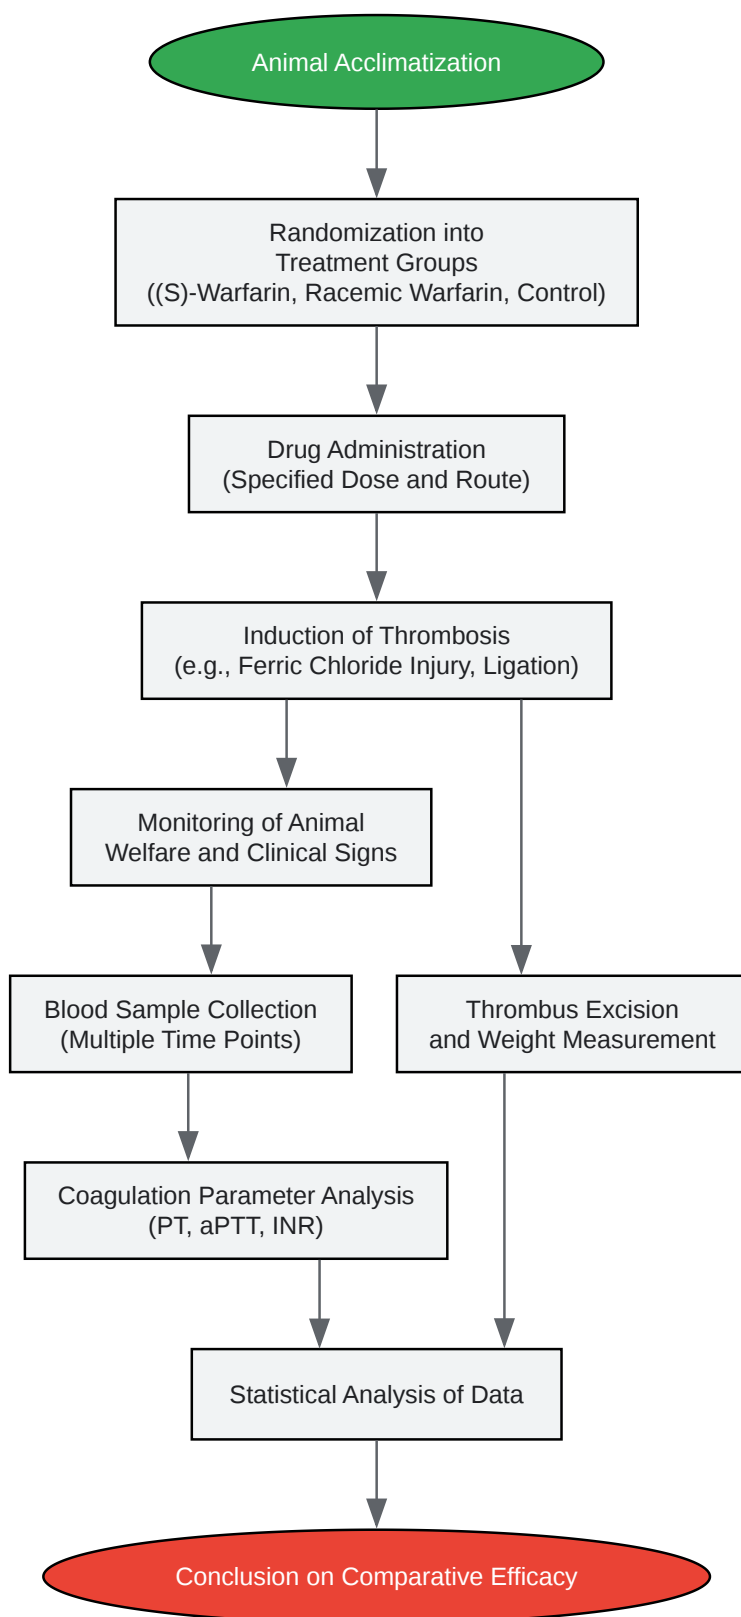 Animal Acclimatization
Randomization into
Treatment Groups
((S)-Warfarin, Racemic Warfarin, Control)
Drug Administration
(Specified Dose and Route)
Induction of Thrombosis
(e.g., Ferric Chloride Injury, Ligation)
Monitoring of Animal
Welfare and Clinical Signs
Blood Sample Collection
(Multiple Time Points)
Thrombus Excision
and Weight Measurement
Coagulation Parameter Analysis
(PT, aPTT, INR)
Statistical Analysis of Data
Conclusion on Comparative Efficacy